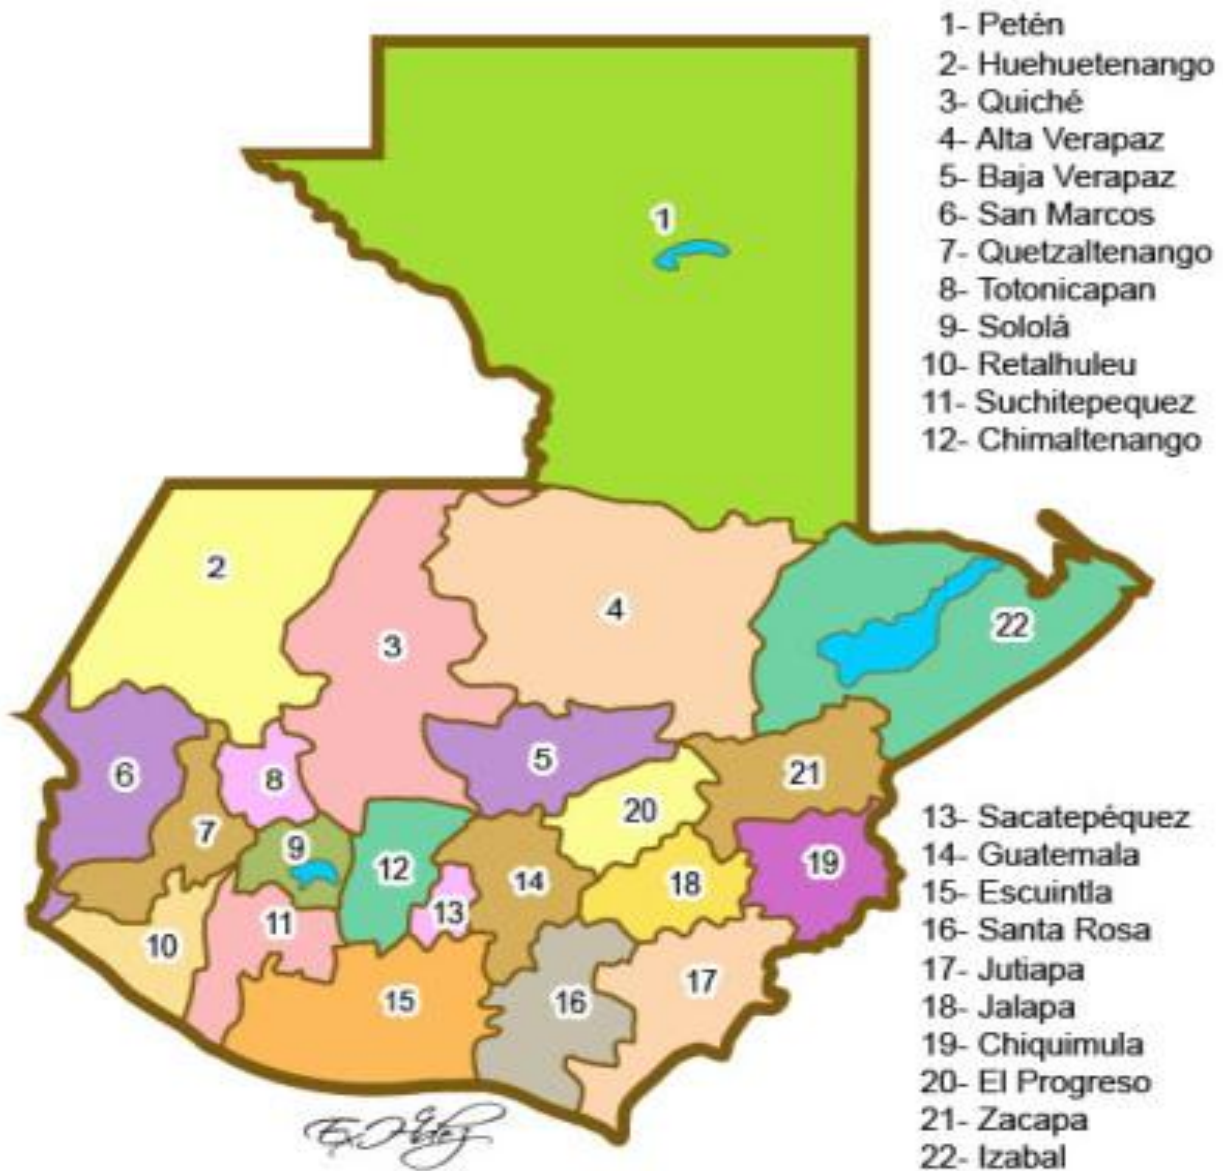 1- Petén
2- Huehuetenango
3- Quiché
4- Alta Verapaz
5- Baja Verapaz
6- San Marcos
7- Quetzaltenango
8- Totonicapan
9- Sololá
10- Retalhuleu
11- Suchitepequez
12- Chimaltenango
1
2
3
4
22
5
6
8
21
7
20
9
12
14
18
19
13
11
10
15
16
17
13- Sacatepéquez
14- Guatemala
15- Escuintla
16- Santa Rosa
17- Jutiapa
18- Jalapa
19- Chiquimula
20- El Progreso
21- Zacapa
22- Izabal